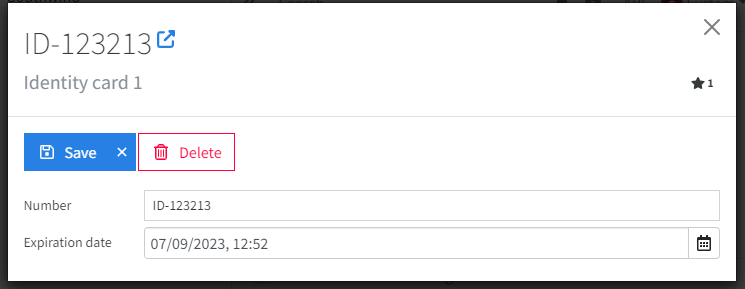 ID-123213
Identity card 1
1
Save
Delete
Number
ID-123213
Expiration date
07/09/2023, 12:52